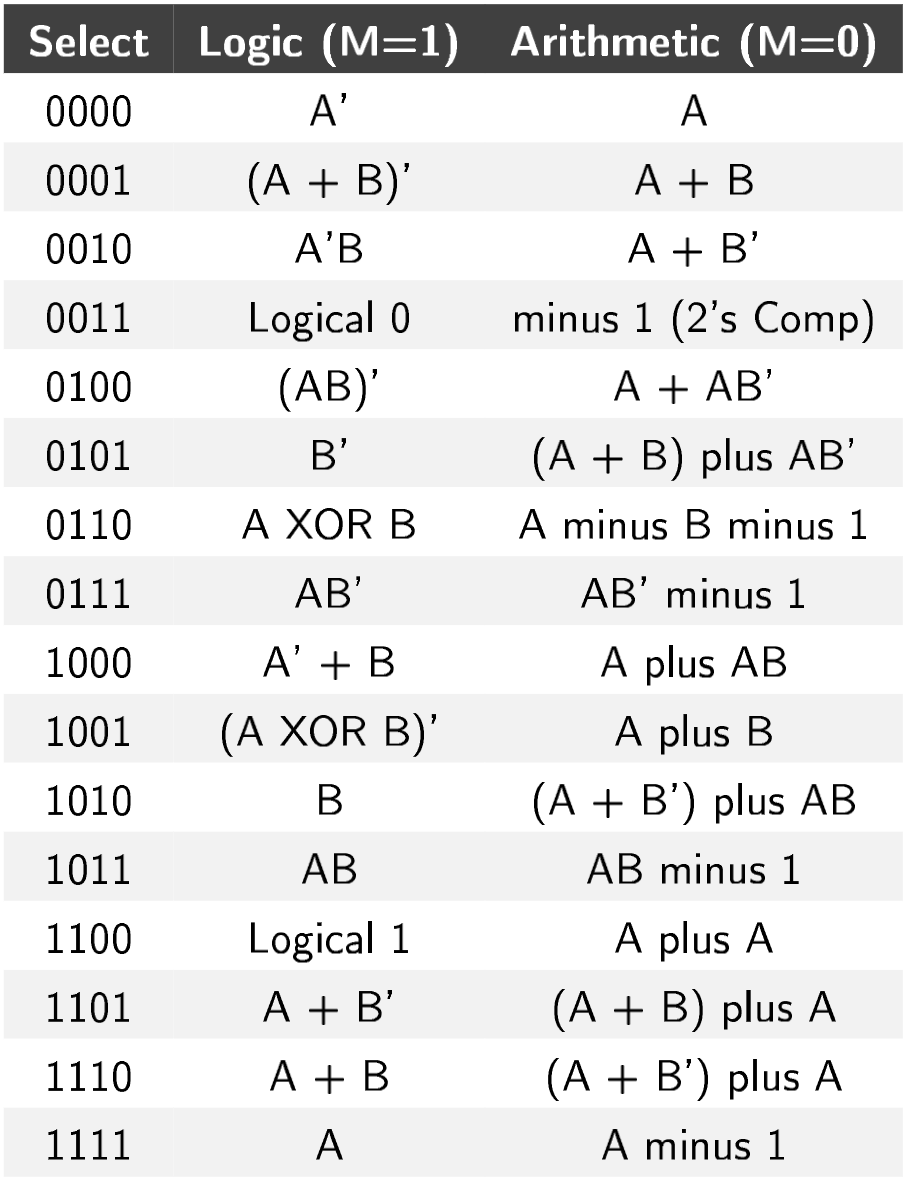 Select Logic (M=1) Arithmetic (M=0)
0000 A' A
0001 (A + B)' A + B
0010 A'B A + B'
0011 Logical 0 minus 1 (2's Comp)
0100 (AB)' A + AB'
0101 B' (A + B) plus AB'
0110 A XOR B A minus B minus 1
0111 AB' AB' minus 1
1000 A' + B A plus AB
1001 (A XOR B)' A plus B
1010 B (A + B') plus AB
1011 AB AB minus 1
1100 Logical 1 A plus A
1101 A + B' (A + B) plus A
1110 A + B (A + B') plus A
1111 A A minus 1